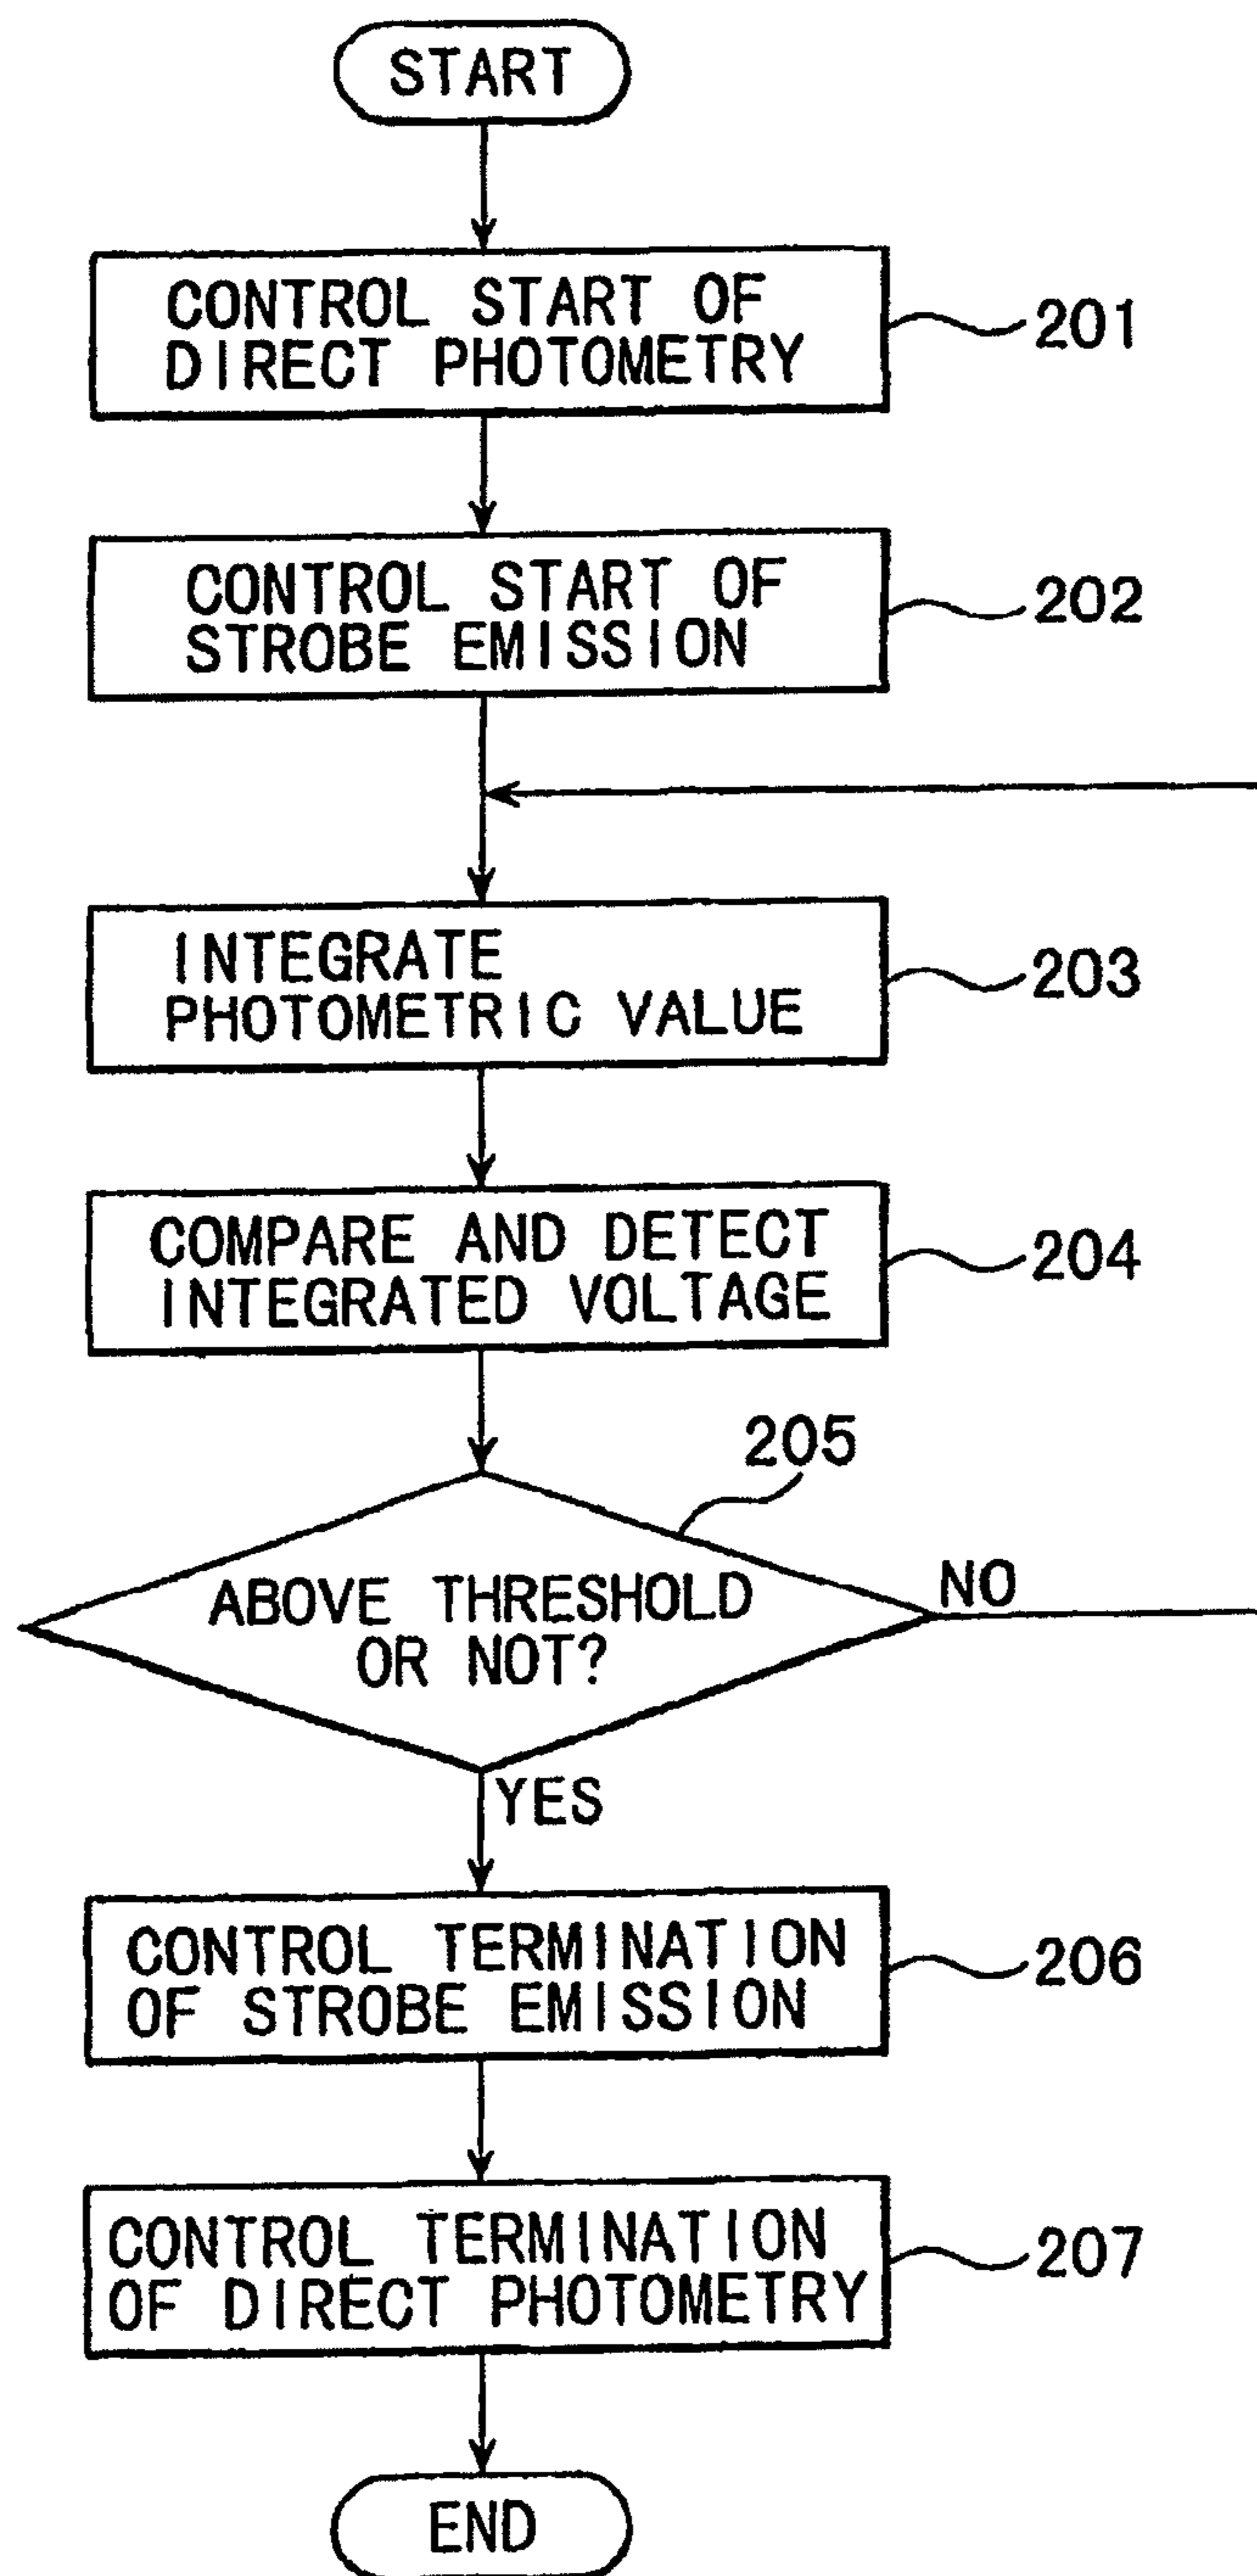 START
CONTROL START OF
DIRECT PHOTOMETRY
201
CONTROL START OF
STROBE EMISSION
202
INTEGRATE
PHOTOMETRIC VALUE
203
COMPARE AND DETECT
INTEGRATED VOLTAGE
204
205
ABOVE THRESHOLD
OR NOT?
NO
YES
CONTROL TERMINATION
OF STROBE EMISSION
206
CONTROL TERMINATION
OF DIRECT PHOTOMETRY
207
END